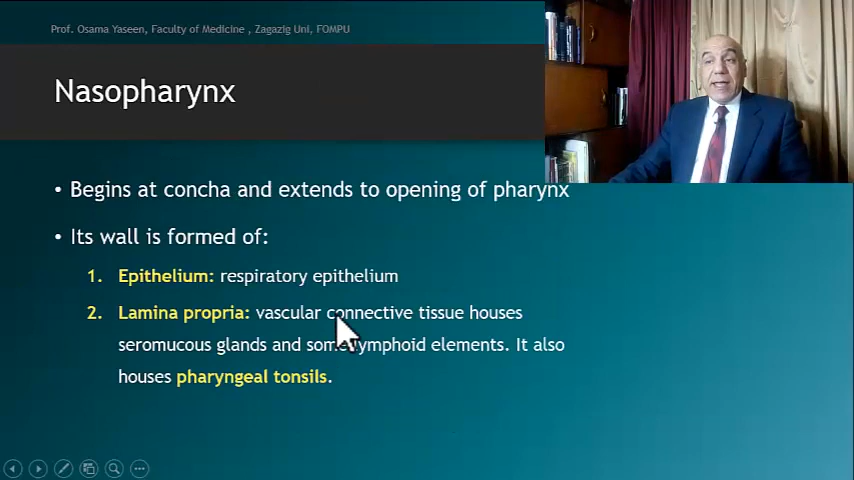 Prof. Osama Yaseen, Faculty of Medicine , Zagazig Uni, FOMPU
Nasopharynx
• Begins at concha and extends to opening of pharynx
• Its wall is formed of:
1. Epithelium: respiratory epithelium
2. Lamina propria: vascular connective tissue houses
seromucous glands and some lymphoid elements. It also
houses pharyngeal tonsils.